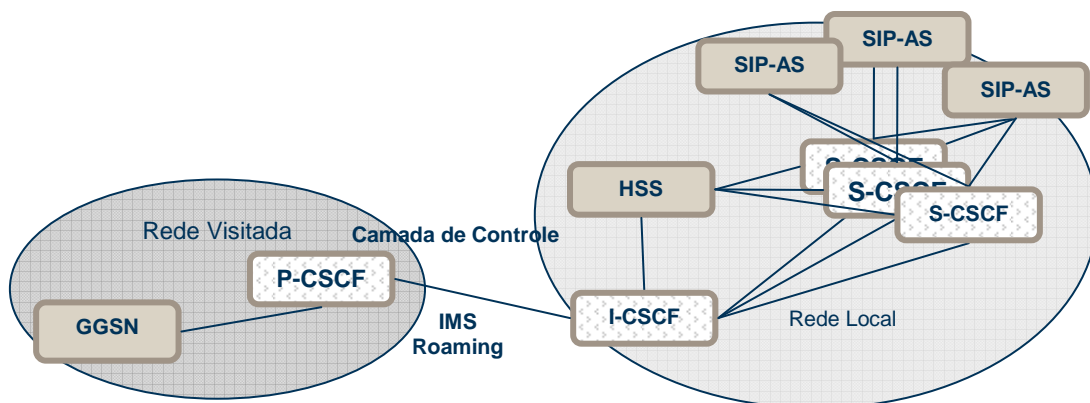 SIP-AS
SIP-AS
SIP-AS
S-CSCF
S-CSCF
S-CSCF
HSS
Rede Visitada
Camada de Controle
P-CSCF
GGSN
IMS
Roaming
I-CSCF
Rede Local